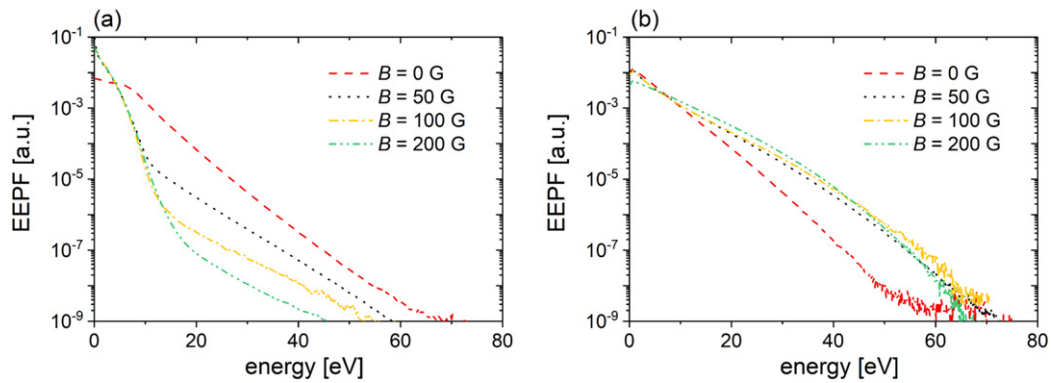 (a)
EEPF [a.u.]
10⁻¹
10⁻³
10⁻⁵
10⁻⁷
10⁻⁹
B = 0 G
B = 50 G
B = 100 G
B = 200 G
0 20 40 60 80
energy [eV]
(b)
EEPF [a.u.]
10⁻¹
10⁻³
10⁻⁵
10⁻⁷
10⁻⁹
B = 0 G
B = 50 G
B = 100 G
B = 200 G
0 20 40 60 80
energy [eV]